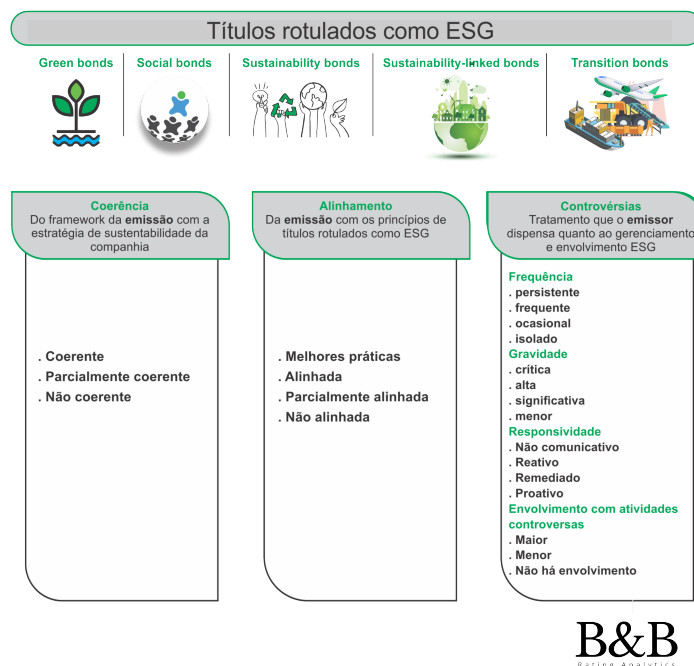 Títulos rotulados como ESG
Green bonds
Social bonds
Sustainability bonds
Sustainability-linked bonds
Transition bonds
Coerência
Do framework da emissão com a
estratégia de sustentabilidade da
companhia
. Coerente
. Parcialmente coerente
. Não coerente
Alinhamento
Da emissão com os princípios de
títulos rotulados como ESG
. Melhores práticas
. Alinhada
. Parcialmente alinhada
. Não alinhada
Controvérsias
Tratamento que o emissor
dispensa quanto ao gerenciamento
e envolvimento ESG
Frequência
. persistente
. frequente
. ocasional
. isolado
Gravidade
. crítica
. alta
. significativa
. menor
Responsividade
. Não comunicativo
. Reativo
. Remediado
. Proativo
Envolvimento com atividades
controversas
. Maior
. Menor
. Não há envolvimento
B&B
Rating Analytics